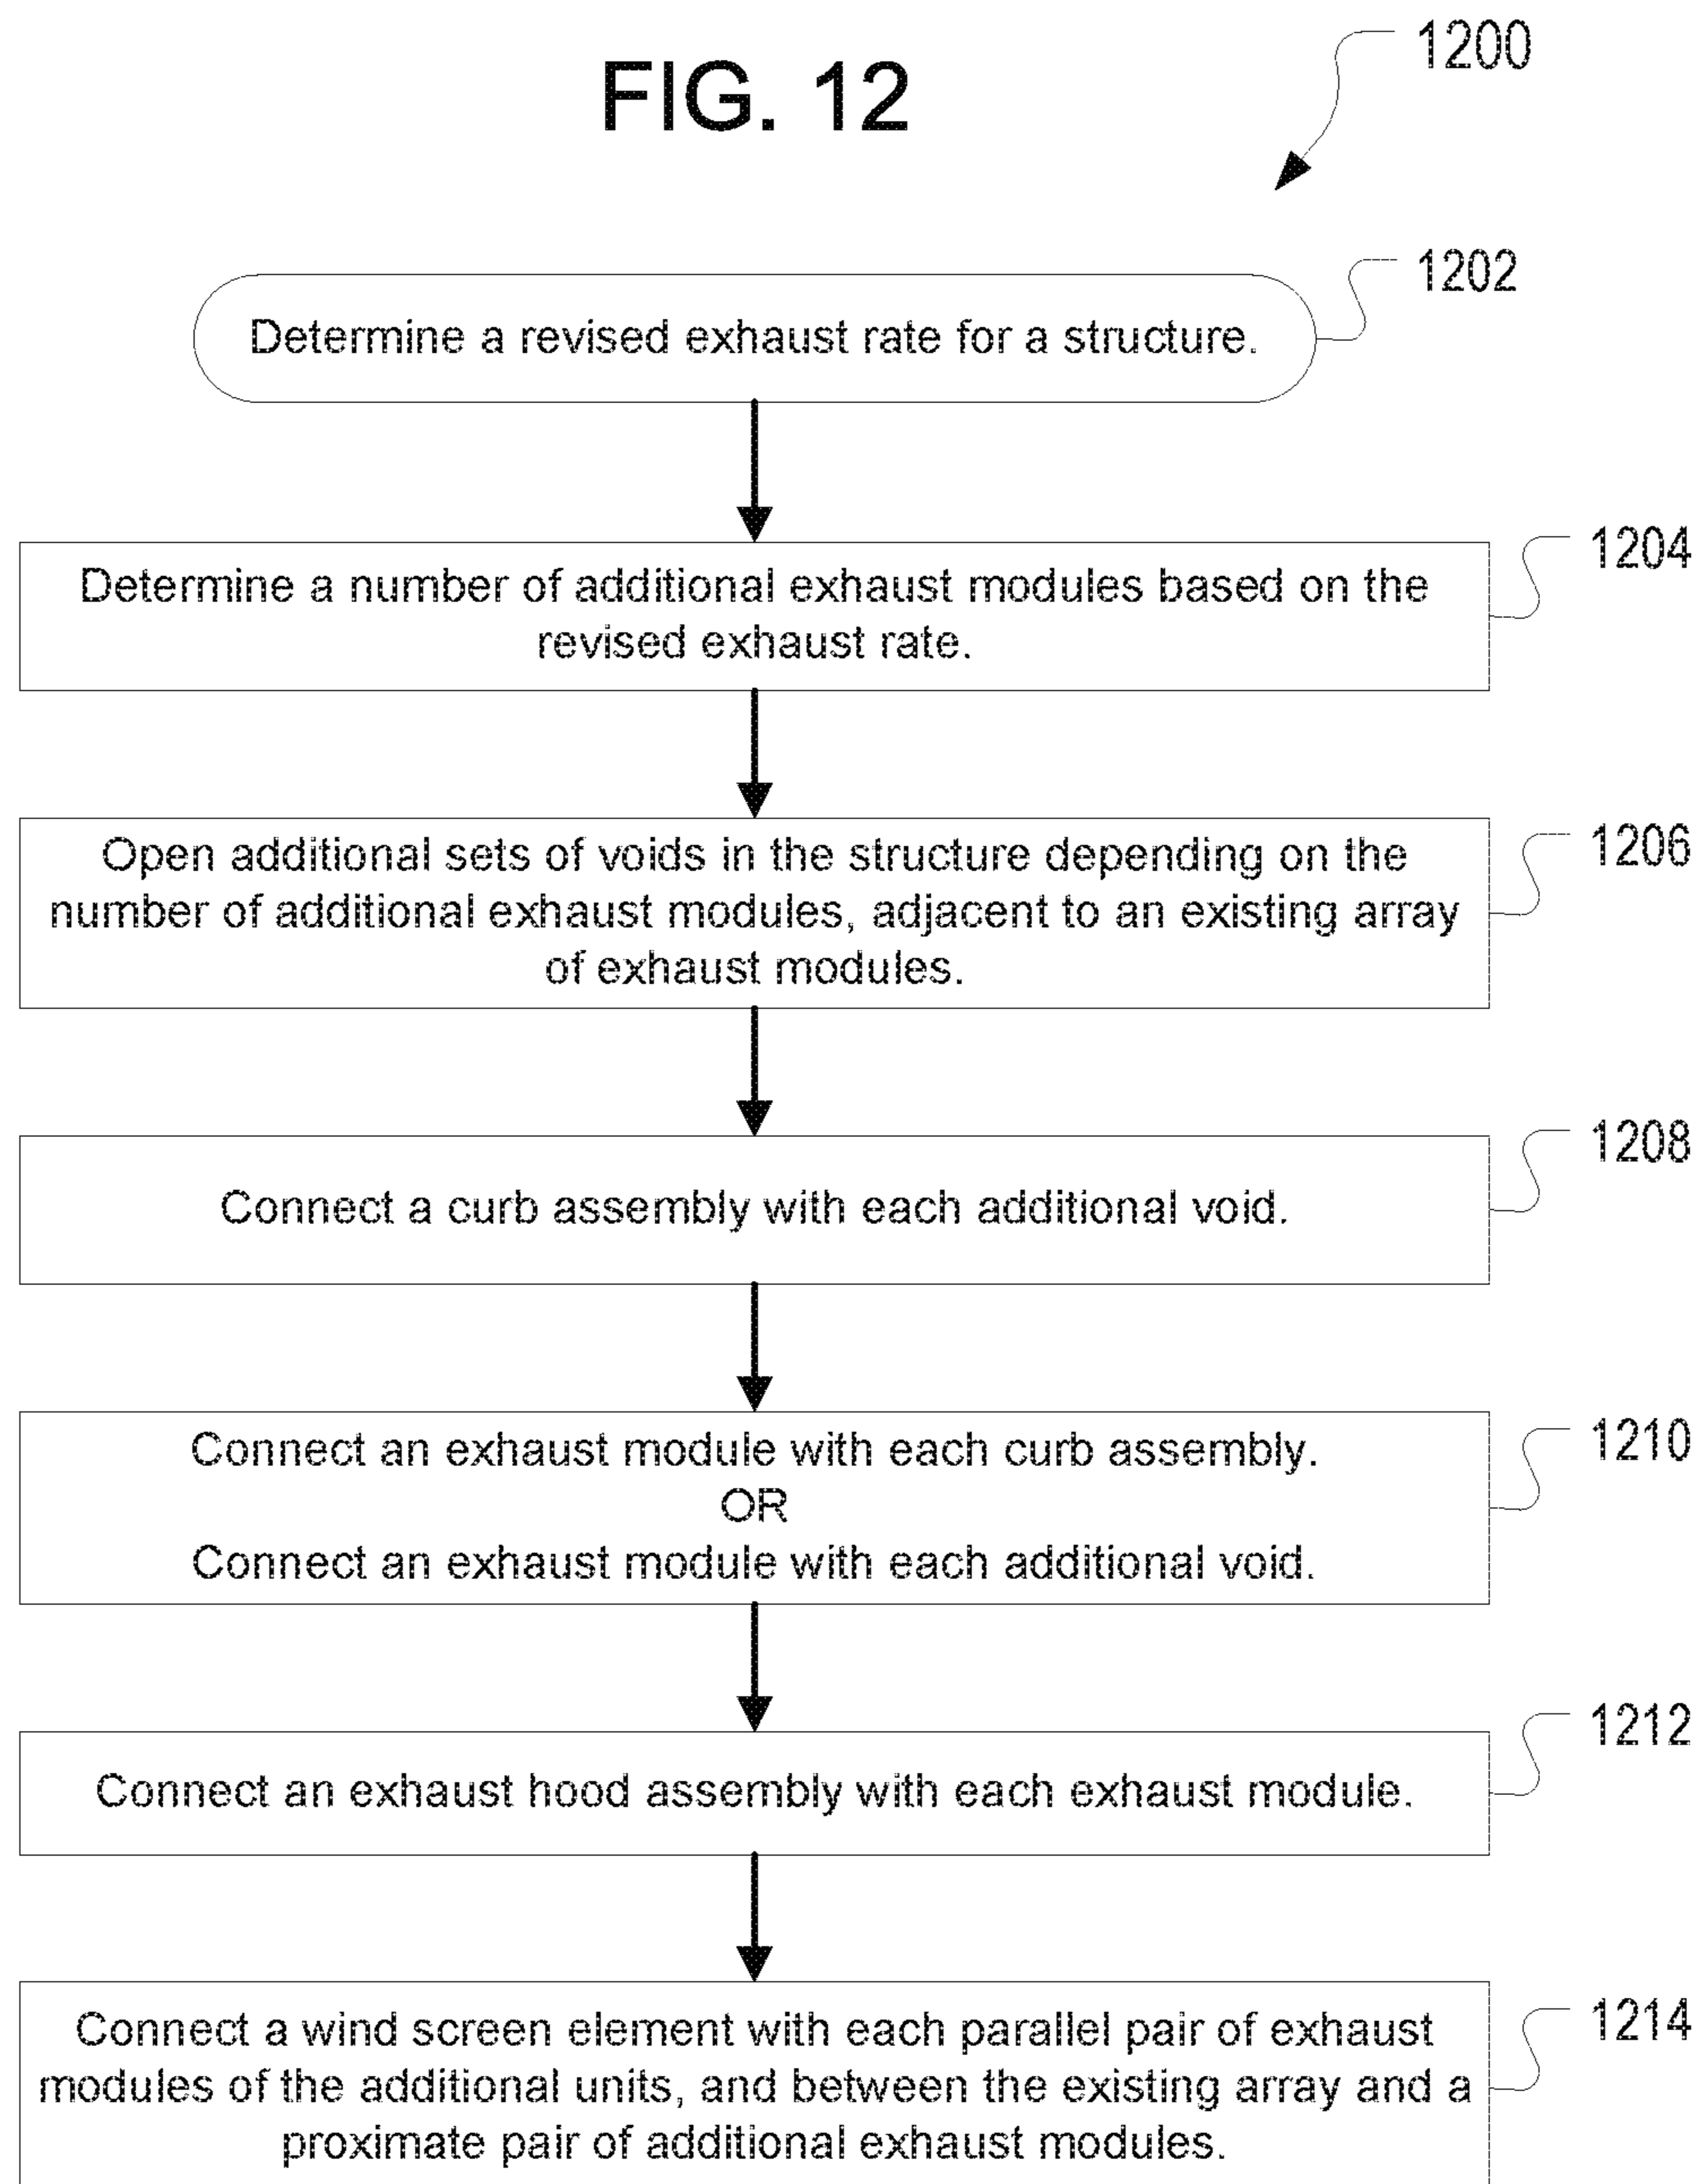 FIG. 12
1200
1202
Determine a revised exhaust rate for a structure.
1204
Determine a number of additional exhaust modules based on the
revised exhaust rate.
1206
Open additional sets of voids in the structure depending on the
number of additional exhaust modules, adjacent to an existing array
of exhaust modules.
1208
Connect a curb assembly with each additional void.
1210
Connect an exhaust module with each curb assembly.
OR
Connect an exhaust module with each additional void.
1212
Connect an exhaust hood assembly with each exhaust module.
1214
Connect a wind screen element with each parallel pair of exhaust
modules of the additional units, and between the existing array and a
proximate pair of additional exhaust modules.